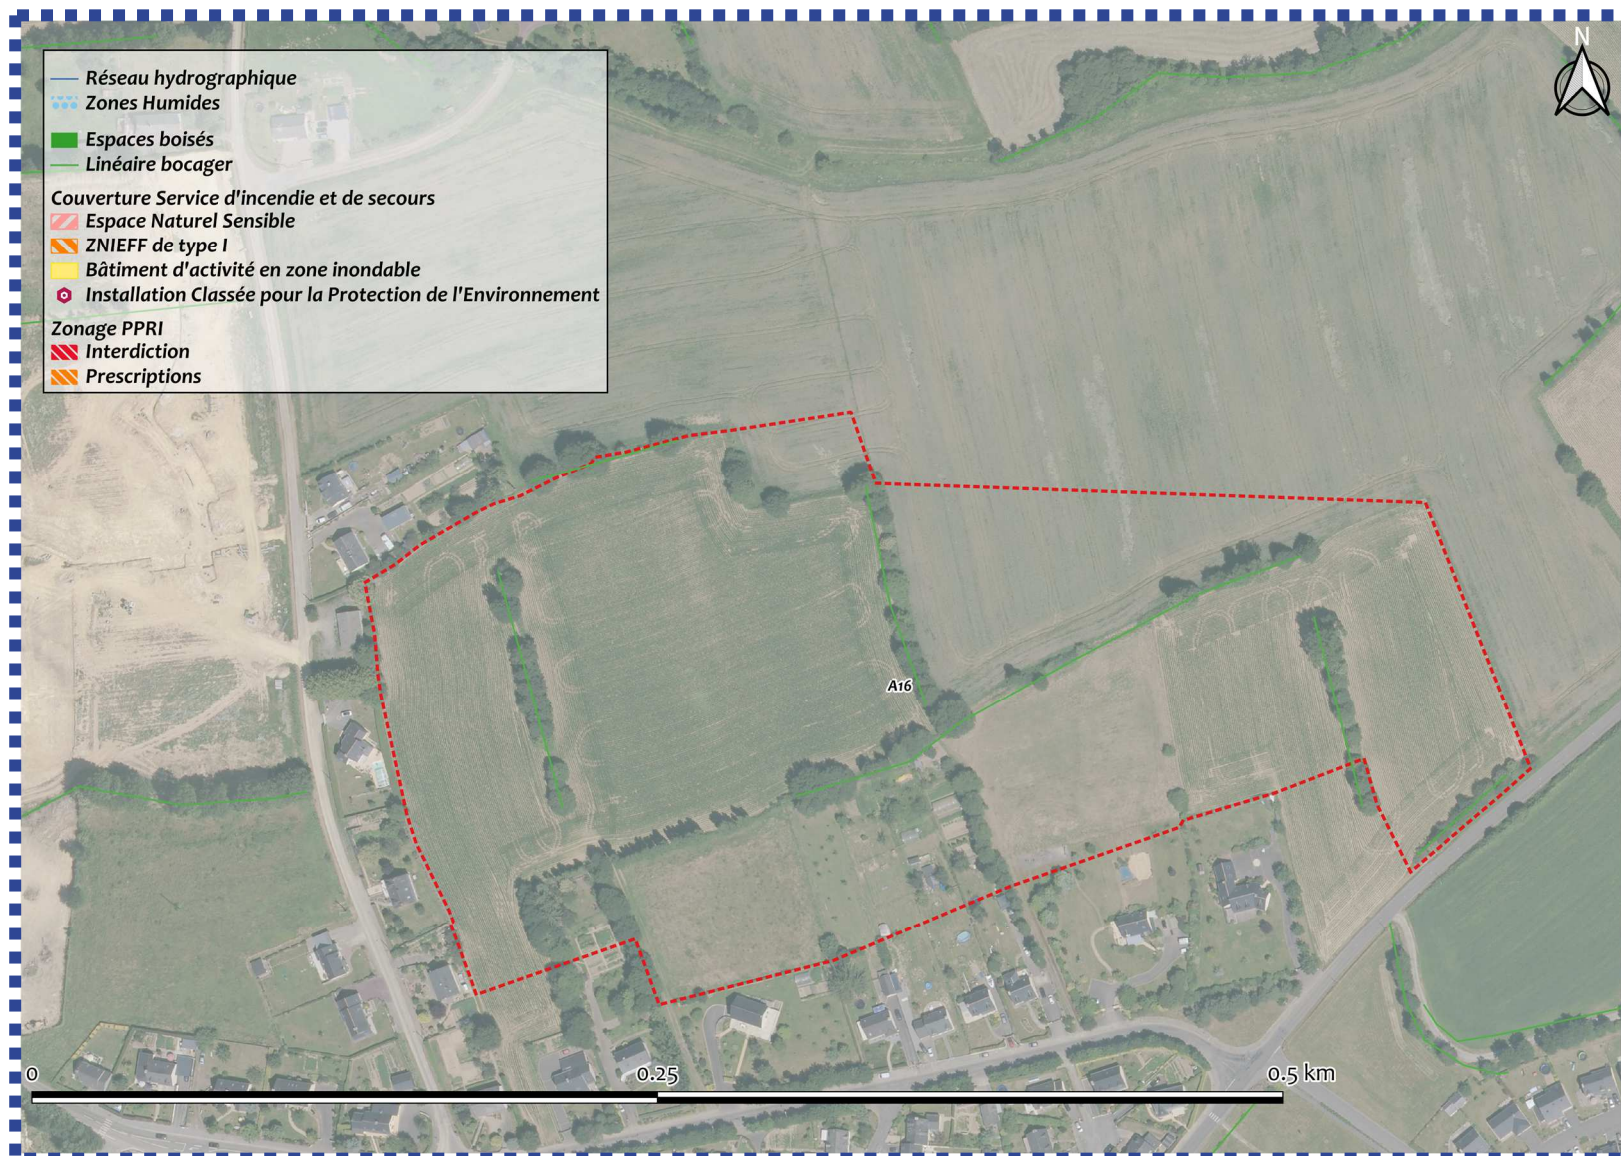 N
Réseau hydrographique
Zones Humides
Espaces boisés
Linéaire bocager
Couverture Service d'incendie et de secours
Espace Naturel Sensible
ZNIEFF de type I
Bâtiment d'activité en zone inondable
Installation Classée pour la Protection de l'Environnement
Zonage PPRI
Interdiction
Prescriptions
A16
0 0.25 0.5 km